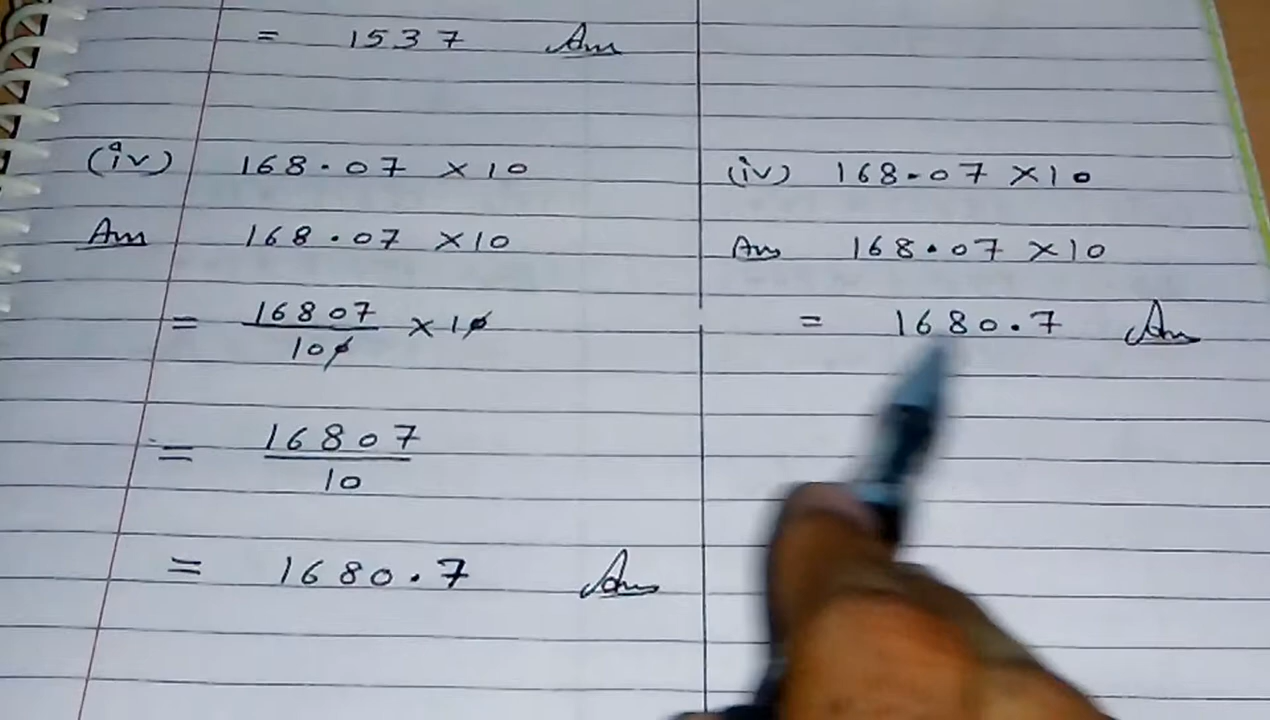 = 1537 Ans
(iv) 168.07 × 10
Ans 168.07 × 10
= 16807/100 × 10
= 16807/10
= 1680.7 Ans
(iv) 168.07 × 10
Ans 168.07 × 10
= 1680.7 Ans